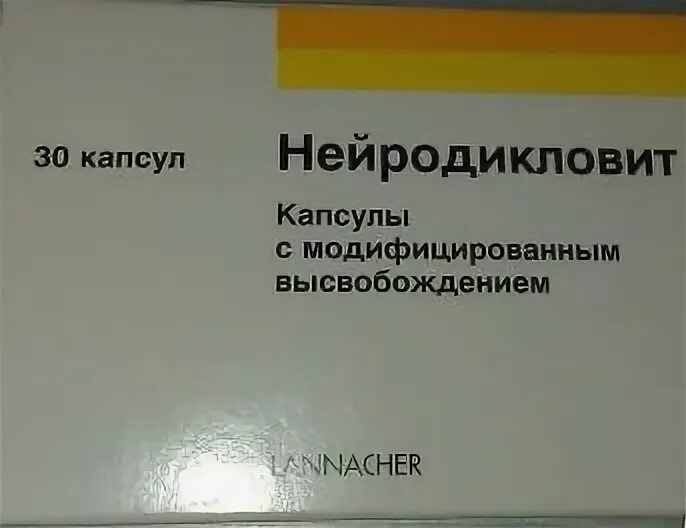 30 капсул
Нейродикловит
Капсулы
с модифицированным
высвобождением
LANNACHER